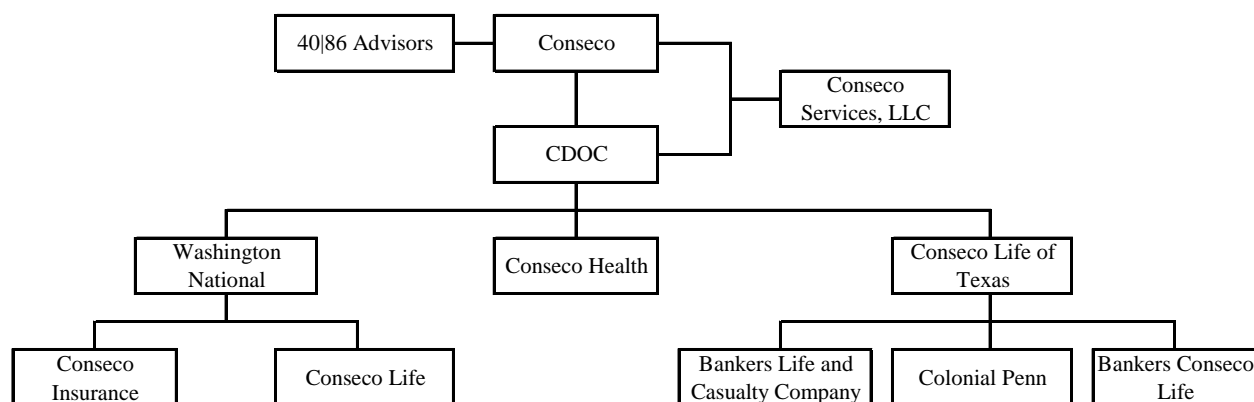 40|86 Advisors
Conseco
Conseco
Services, LLC
CDOC
Washington
National
Conseco Health
Conseco Life of
Texas
Conseco
Insurance
Conseco Life
Bankers Life and
Casualty Company
Colonial Penn
Bankers Conseco
Life